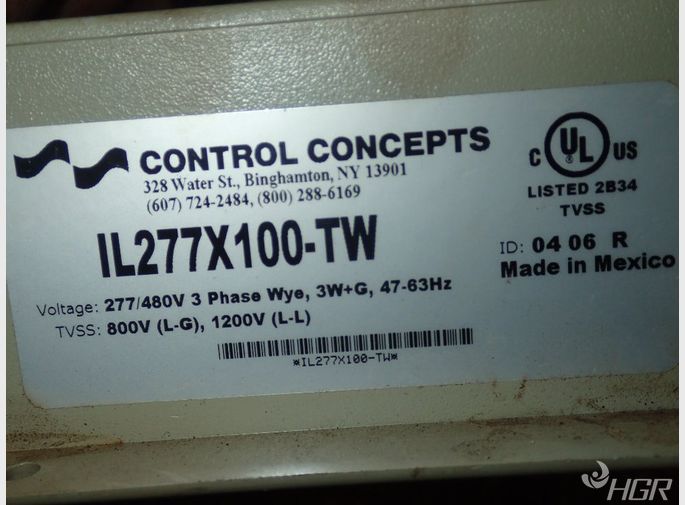 CONTROL CONCEPTS
328 Water St., Binghamton, NY 13901
(607) 724-2484, (800) 288-6169
IL277X100-TW
Voltage: 277/480V 3 Phase Wye, 3W+G, 47-63Hz
TVSS: 800V (L-G), 1200V (L-L)
*IL277X100-TW*
C UL US
LISTED 2B34
TVSS
ID: 04 06 R
Made in Mexico
HGR